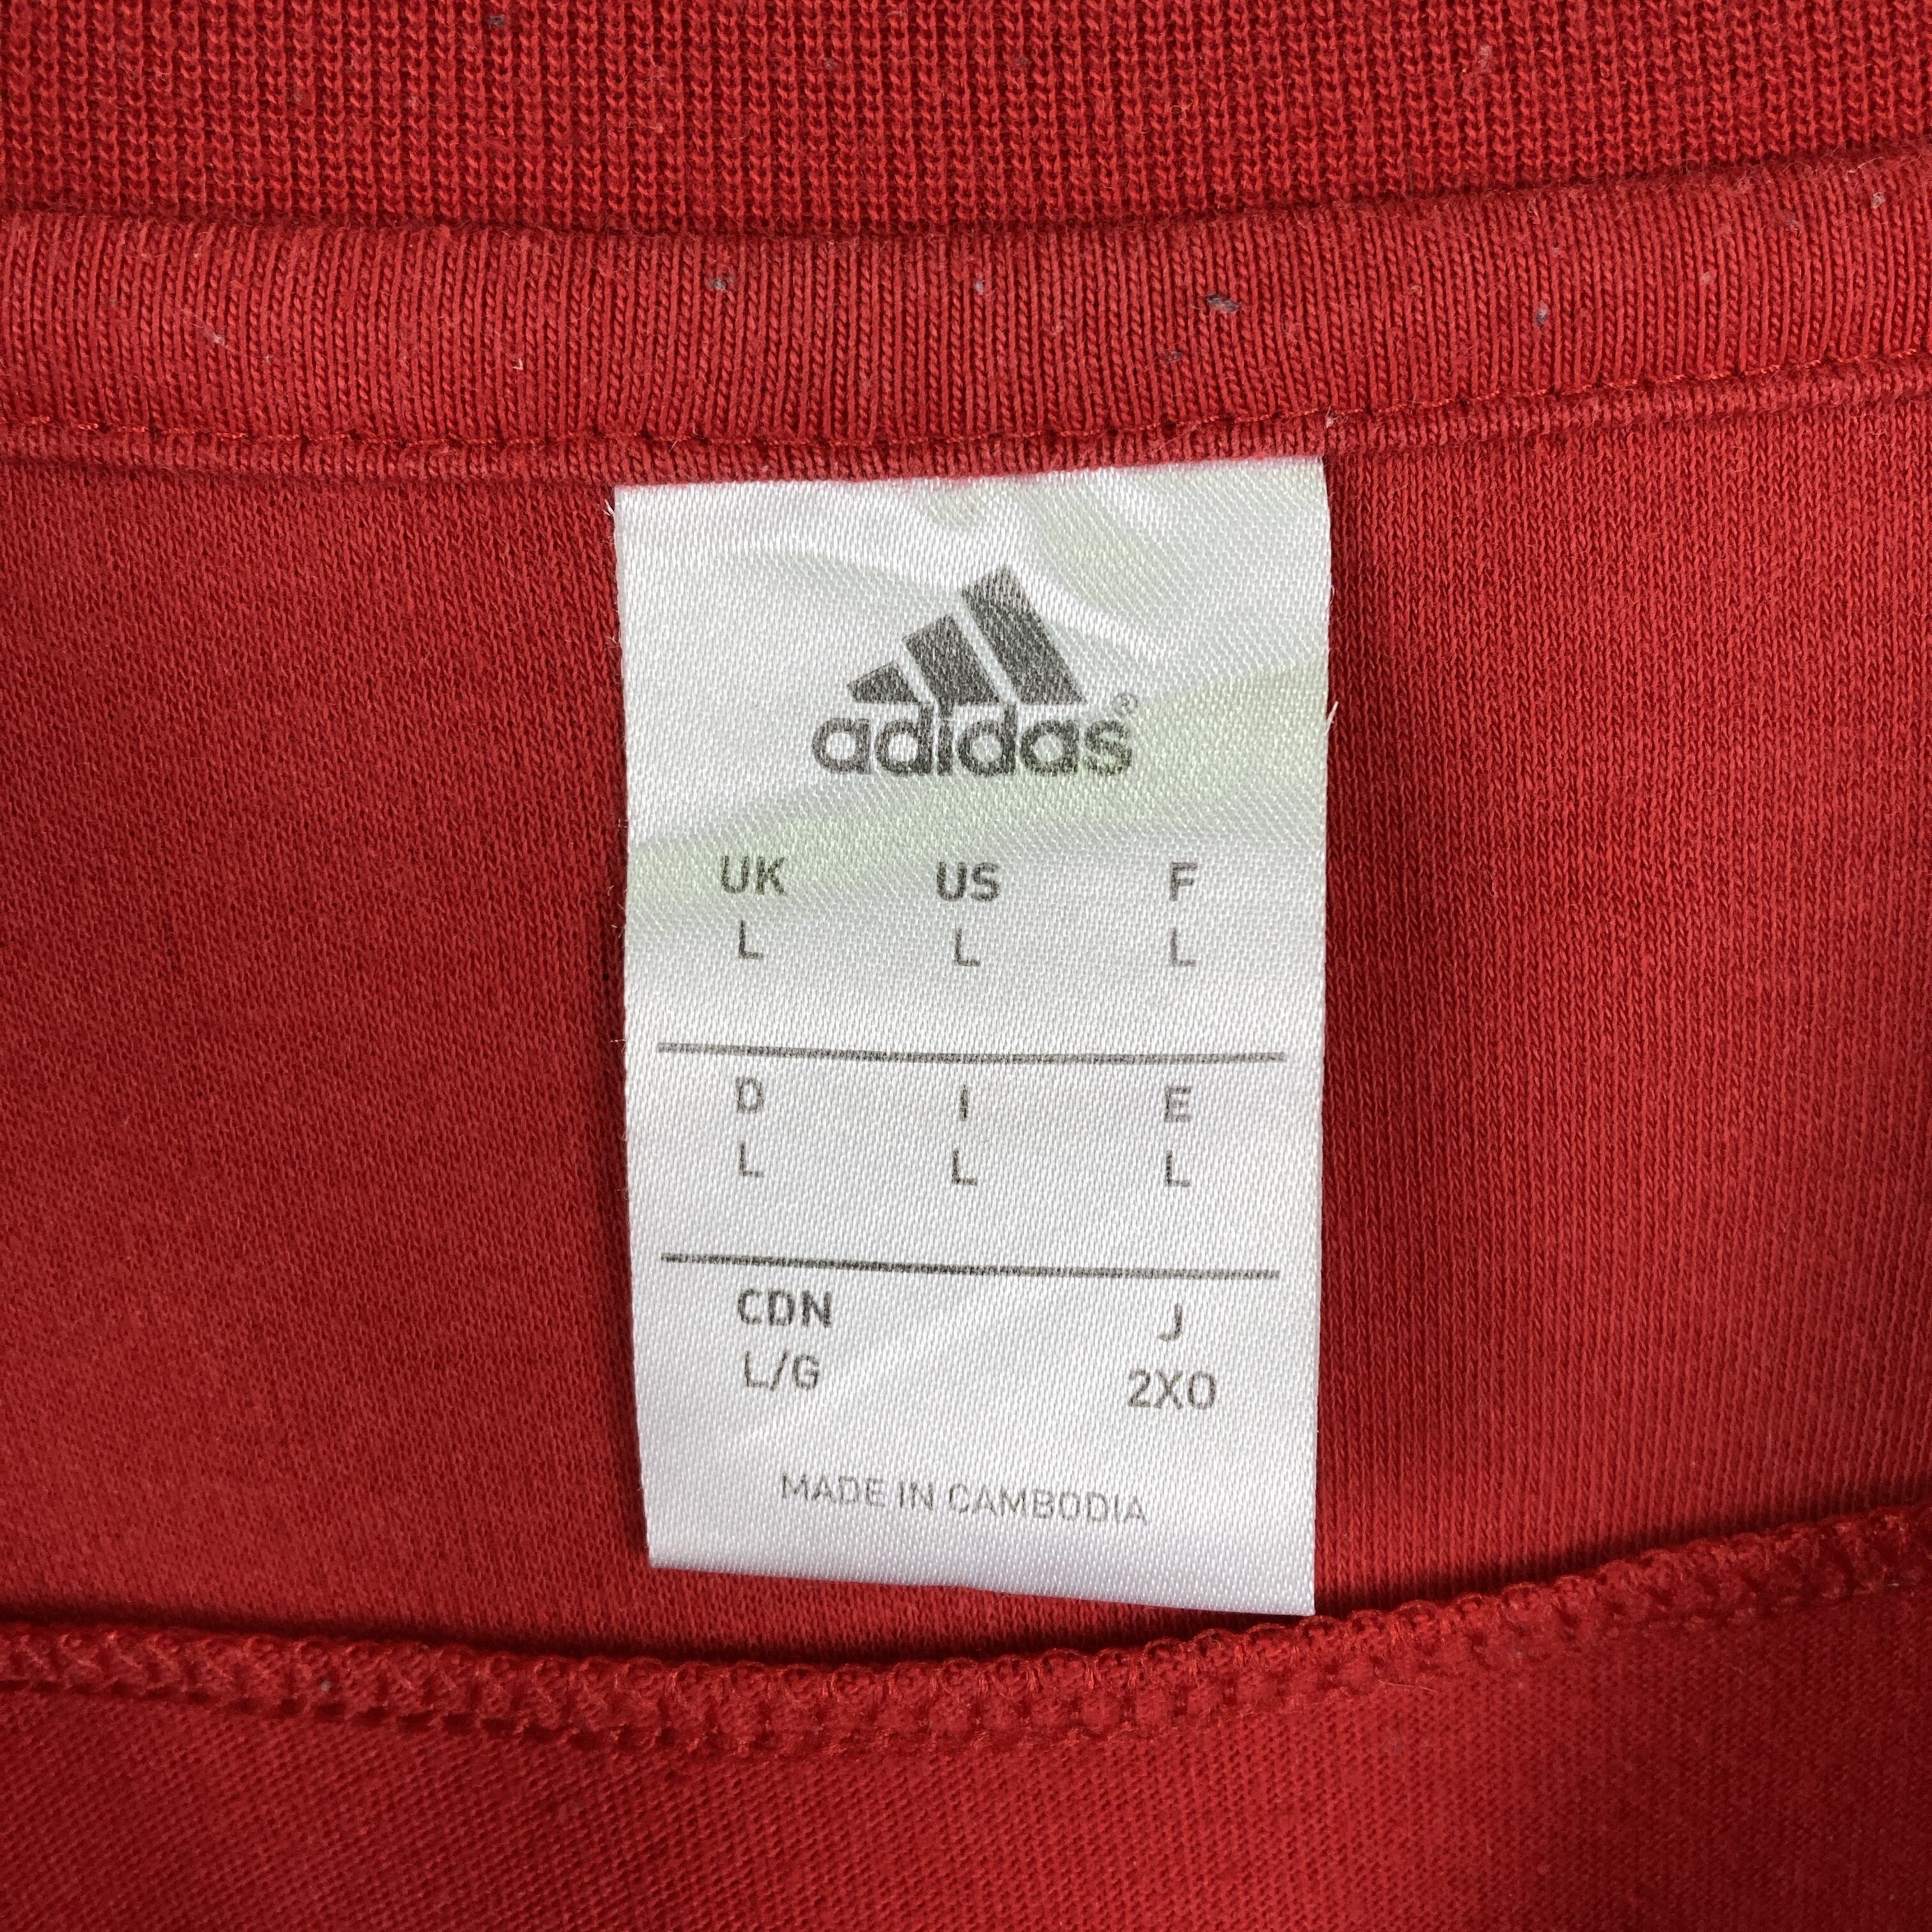 adidas®
UK US F
L L L
D I E
L L L
CDN J
L/G 2XO
MADE IN CAMBODIA